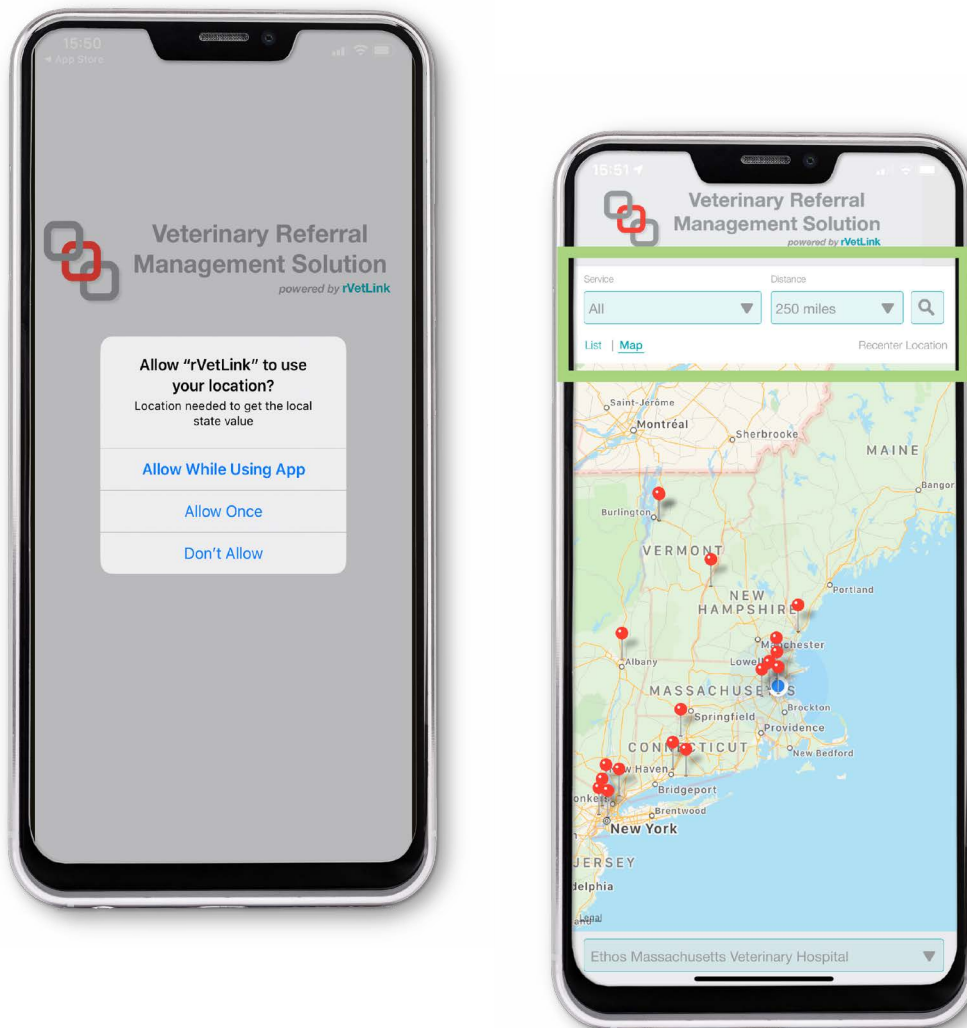 15:50
◀ App Store
Veterinary Referral
Management Solution
powered by rVetLink
Allow “rVetLink” to use
your location?
Location needed to get the local
state value
Allow While Using App
Allow Once
Don’t Allow
15:51
Veterinary Referral
Management Solution
powered by rVetLink
Service
Distance
All
250 miles
List | Map
Recenter Location
Saint-Jérôme
Montréal
Sherbrooke
MAINE
Bangor
Burlington
VERMONT
Portland
NEW
HAMPSHIRE
Manchester
Albany
Lowell
MASSACHUSETTS
Brockton
Springfield
Providence
CONNECTICUT
New Bedford
w Haven
Bridgeport
onkers
Brentwood
New York
JERSEY
delphia
Legal
Ethos Massachusetts Veterinary Hospital